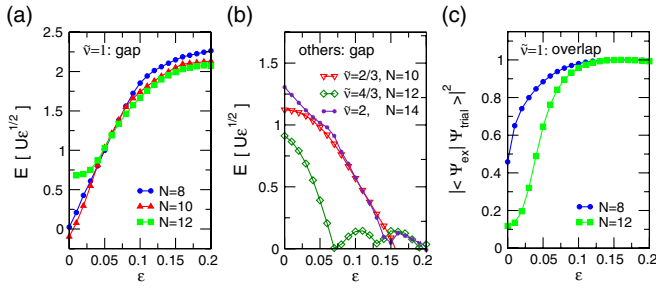 (a)
ν̃=1: gap
E [ Uε^1/2 ]
2.5
2
1.5
1
0.5
0
N=8
N=10
N=12
0 0.05 0.1 0.15 0.2
ε
(b)
others: gap
E [ Uε^1/2 ]
1.5
1
0.5
0
ν̃=2/3, N=10
ν̃=4/3, N=12
ν̃=2, N=14
0 0.05 0.1 0.15 0.2
ε
(c)
ν̃=1: overlap
|< Ψ_ex | Ψ_trial >|^2
1
0.8
0.6
0.4
0.2
0
N=8
N=12
0 0.05 0.1 0.15 0.2
ε